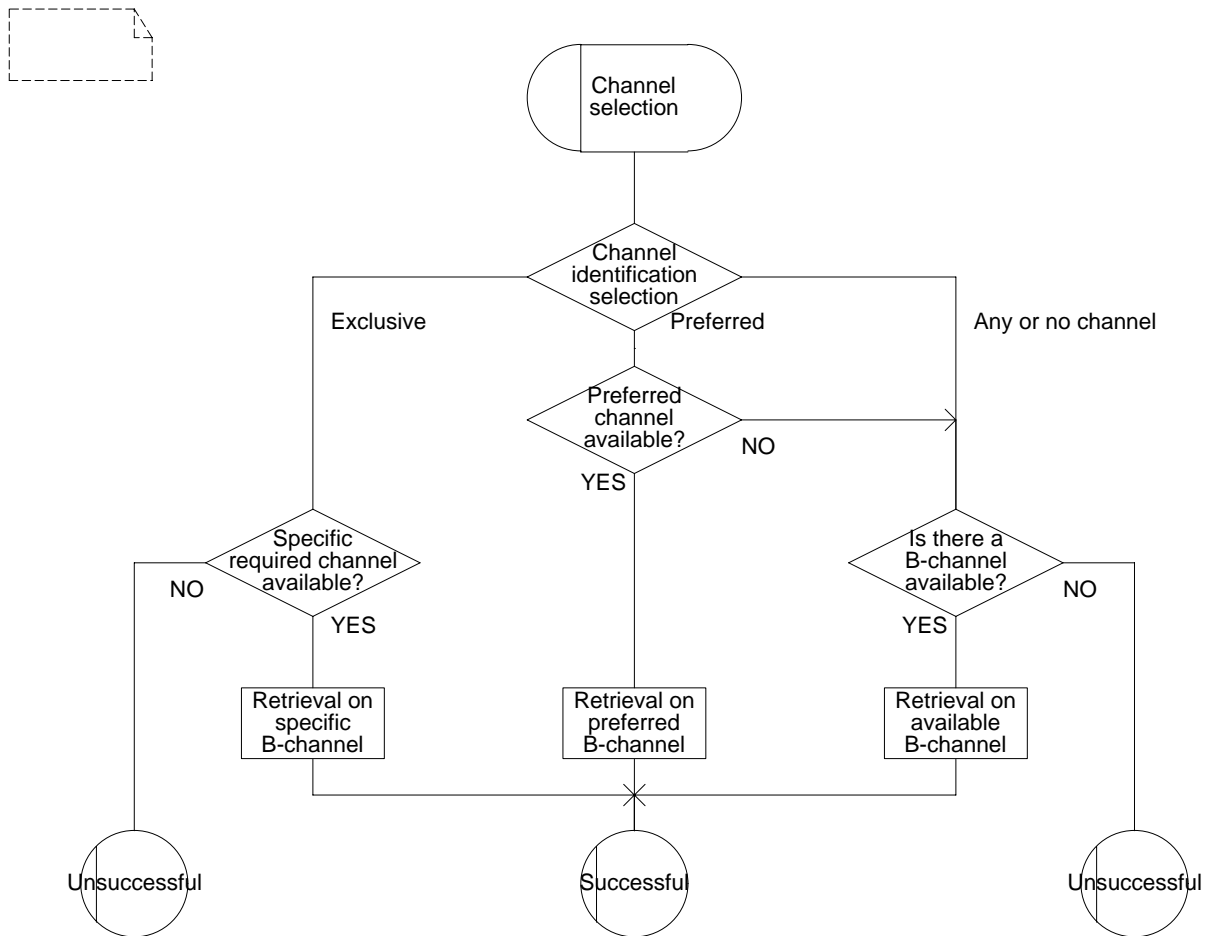 Channel
selection
Channel
identification
selection
Exclusive
Preferred
Any or no channel
Preferred
channel
available?
NO
YES
Specific
required channel
available?
NO
YES
Is there a
B-channel
available?
NO
YES
Retrieval on
specific
B-channel
Retrieval on
preferred
B-channel
Retrieval on
available
B-channel
Unsuccessful
Successful
Unsuccessful